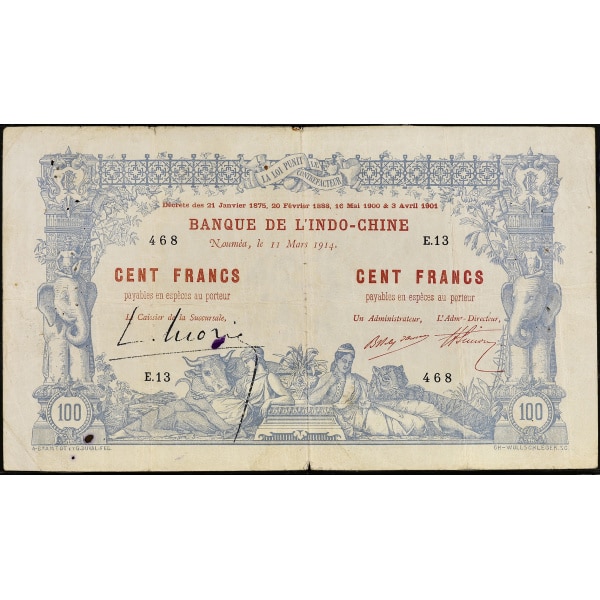 LA LOI PUNIT LE CONTREFACTEUR
Décrets des 21 Janvier 1875, 20 Février 1888, 16 Mai 1900 & 3 Avril 1901
BANQUE DE L'INDO-CHINE
468
Nouméa, le 11 Mars 1914.
E.13
CENT FRANCS
payables en espèces au porteur
CENT FRANCS
payables en espèces au porteur
Le Caissier de la Succursale,
Un Administrateur, L'Admr-Directeur,
E.13
468
100
100